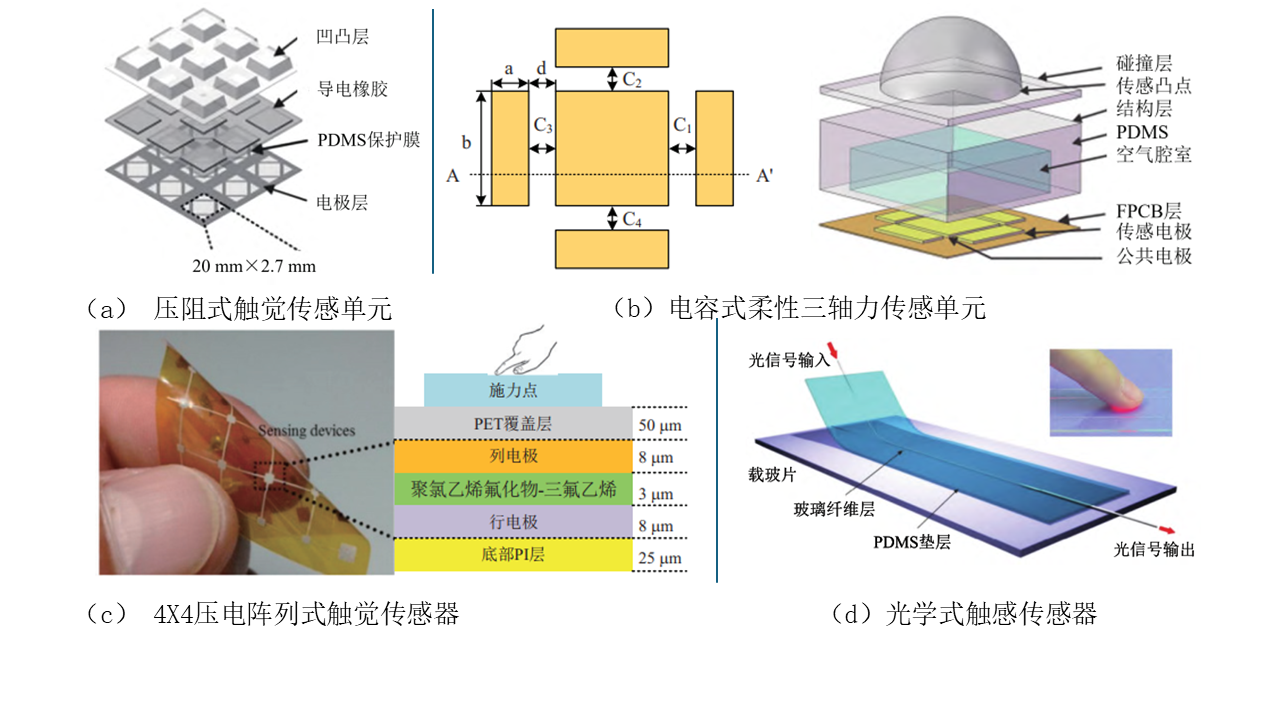 凹凸层
导电橡胶
PDMS保护膜
电极层
20 mm×2.7 mm
a
d
C2
b
C3
C1
A
A'
C4
碰撞层
传感凸点
结构层
PDMS
空气腔室
FPCB层
传感电极
公共电极
（a） 压阻式触觉传感单元
（b）电容式柔性三轴力传感单元
Sensing devices
施力点
PET覆盖层
50 μm
列电极
8 μm
聚氯乙烯氟化物-三氟乙烯
3 μm
行电极
8 μm
底部PI层
25 μm
光信号输入
载玻片
玻璃纤维层
PDMS垫层
光信号输出
（c） 4X4压电阵列式触觉传感器
（d）光学式触感传感器